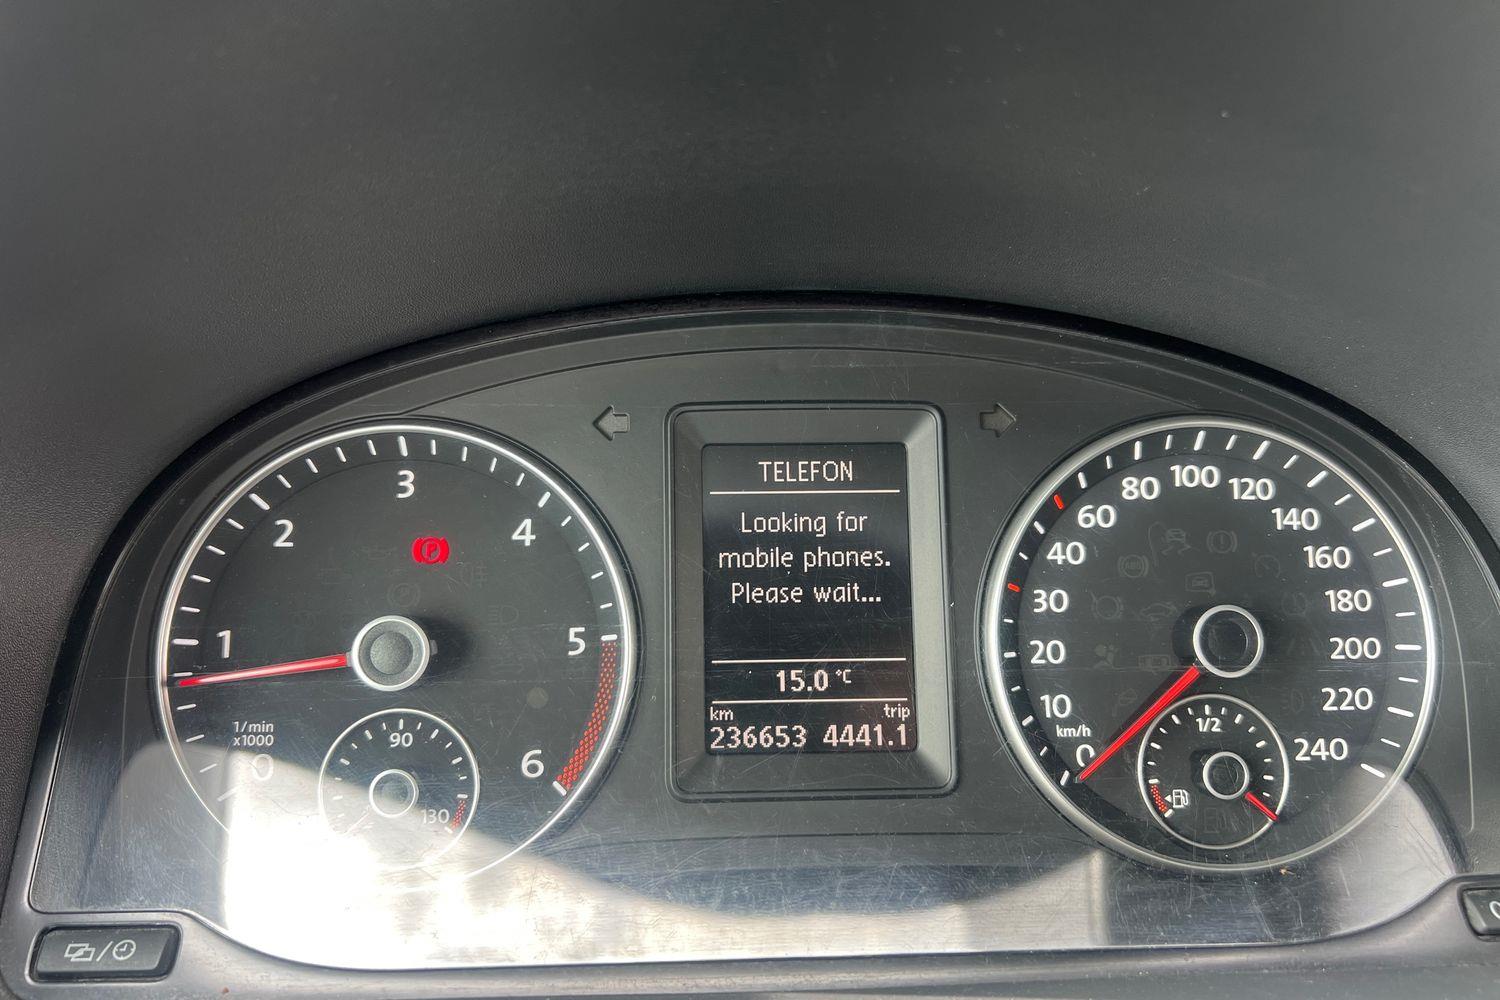 TELEFON
Looking for
mobile phones.
Please wait...
15.0 °C
km trip
236653 4441.1
0 1 2 3 4 5 6
1/min
x1000
90
130
0 10 20 30 40 60 80 100 120 140 160 180 200 220 240
km/h
1/2
P